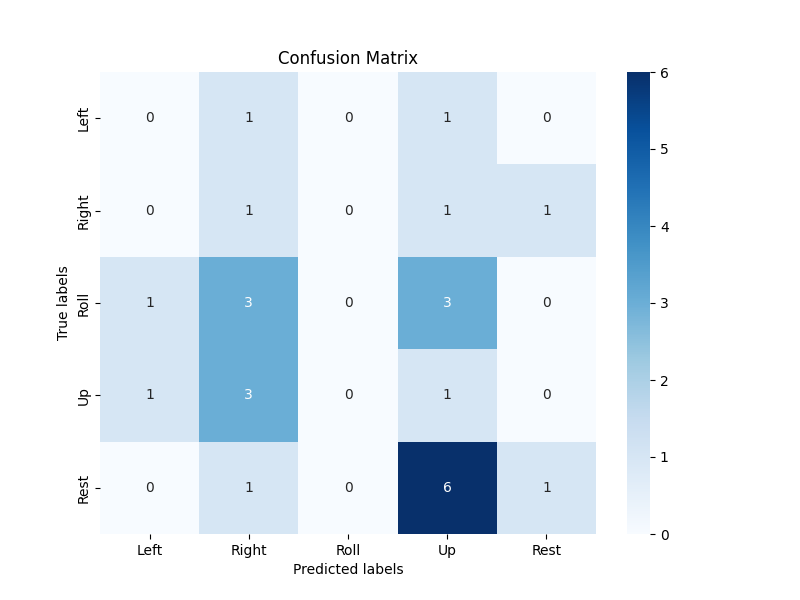 Confusion Matrix
Left 0 1 0 1 0
Right 0 1 0 1 1
Roll 1 3 0 3 0
Up 1 3 0 1 0
Rest 0 1 0 6 1
Left Right Roll Up Rest
Predicted labels
True labels
6
5
4
3
2
1
0